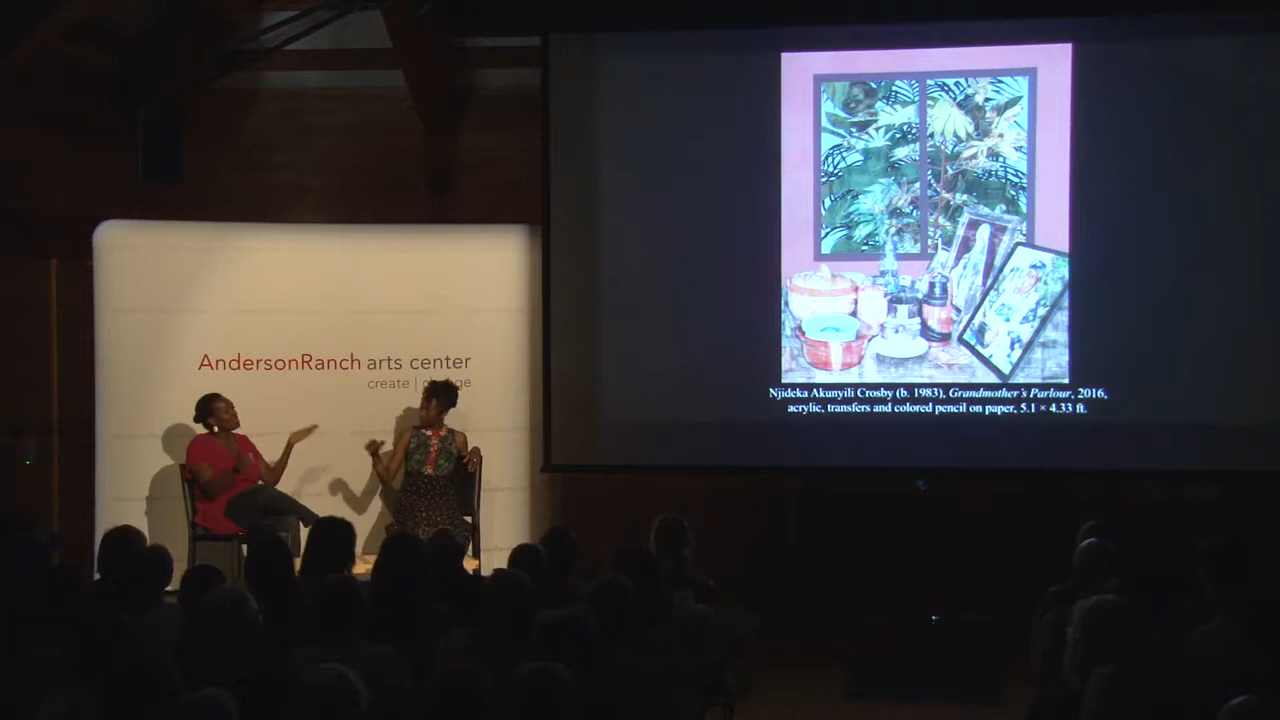 AndersonRanch arts center
create |
Njideka Akunyili Crosby (b. 1983), Grandmother's Parlour, 2016,
acrylic, transfers and colored pencil on paper, 5.1 × 4.33 ft.